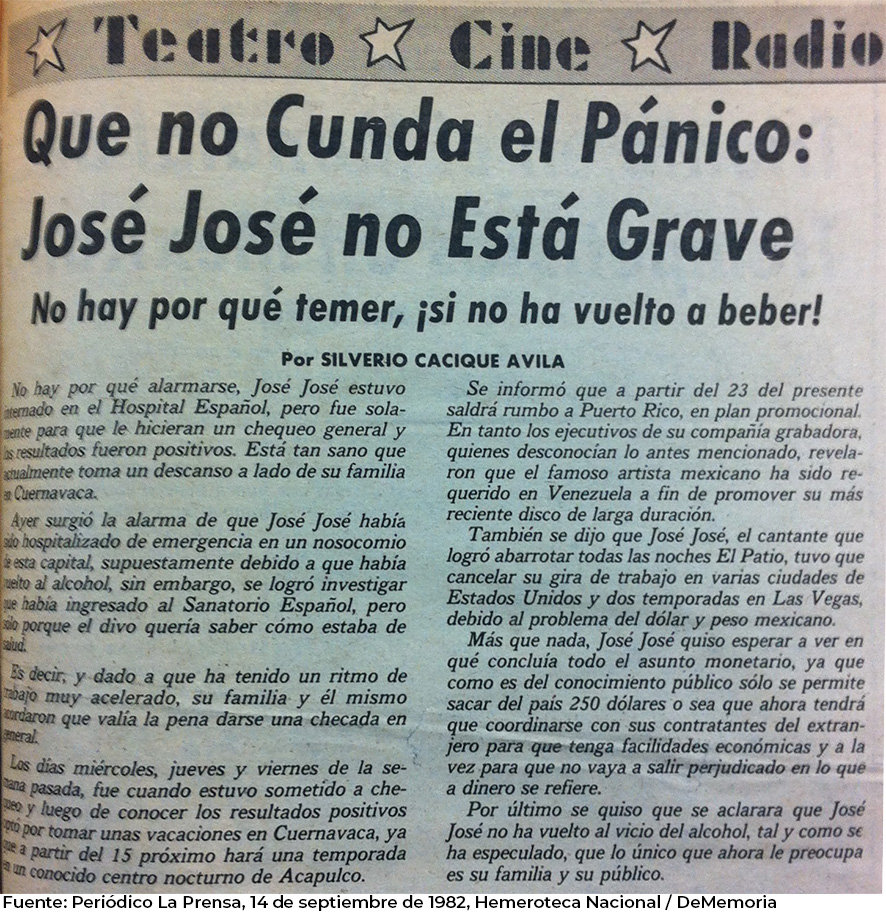 Teatro Cine Radio
Que no Cunda el Pánico:
José José no Está Grave
No hay por qué temer, ¡si no ha vuelto a beber!
Por SILVERIO CACIQUE AVILA
No hay por qué alarmarse, José José estuvo
internado en el Hospital Español, pero fue sola-
mente para que le hicieran un chequeo general y
los resultados fueron positivos. Está tan sano que
actualmente toma un descanso a lado de su familia
en Cuernavaca.
Ayer surgió la alarma de que José José había
sido hospitalizado de emergencia en un nosocomio
de esta capital, supuestamente debido a que había
vuelto al alcohol, sin embargo, se logró investigar
que había ingresado al Sanatorio Español, pero
sólo porque el divo quería saber cómo estaba de
salud.
Es decir, y dado a que ha tenido un ritmo de
trabajo muy acelerado, su familia y él mismo
acordaron que valía la pena darse una checada en
general.
Los días miércoles, jueves y viernes de la se-
mana pasada, fue cuando estuvo sometido a che-
queo y luego de conocer los resultados positivos
optó por tomar unas vacaciones en Cuernavaca, ya
que a partir del 15 próximo hará una temporada
en un conocido centro nocturno de Acapulco.
Se informó que a partir del 23 del presente
saldrá rumbo a Puerto Rico, en plan promocional.
En tanto los ejecutivos de su compañía grabadora,
quienes desconocían lo antes mencionado, revela-
ron que el famoso artista mexicano ha sido re-
querido en Venezuela a fin de promover su más
reciente disco de larga duración.
También se dijo que José José, el cantante que
logró abarrotar todas las noches El Patio, tuvo que
cancelar su gira de trabajo en varias ciudades de
Estados Unidos y dos temporadas en Las Vegas,
debido al problema del dólar y peso mexicano.
Más que nada, José José quiso esperar a ver en
qué concluía todo el asunto monetario, ya que
como es del conocimiento público sólo se permite
sacar del país 250 dólares o sea que ahora tendrá
que coordinarse con sus contratantes del extran-
jero para que tenga facilidades económicas y a la
vez para que no vaya a salir perjudicado en lo que
a dinero se refiere.
Por último se quiso que se aclarara que José
José no ha vuelto al vicio del alcohol, tal y como se
ha especulado, que lo único que ahora le preocupa
es su familia y su público.
Fuente: Periódico La Prensa, 14 de septiembre de 1982, Hemeroteca Nacional / DeMemoria